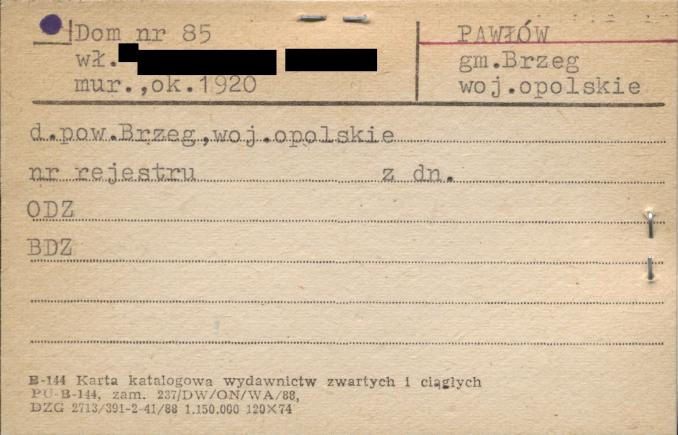 Dom nr 85
wł.
mur.,ok.1920
PAWŁÓW
gm.Brzeg
woj.opolskie
d.pow.Brzeg,woj.opolskie
nr rejestru z dn.
ODZ
BDZ
B-144 Karta katalogowa wydawnictw zwartych i ciągłych
PU-B-144, zam. 237/DW/ON/WA/88,
DZG 2713/391-2-41/88 1.150.000 120×74